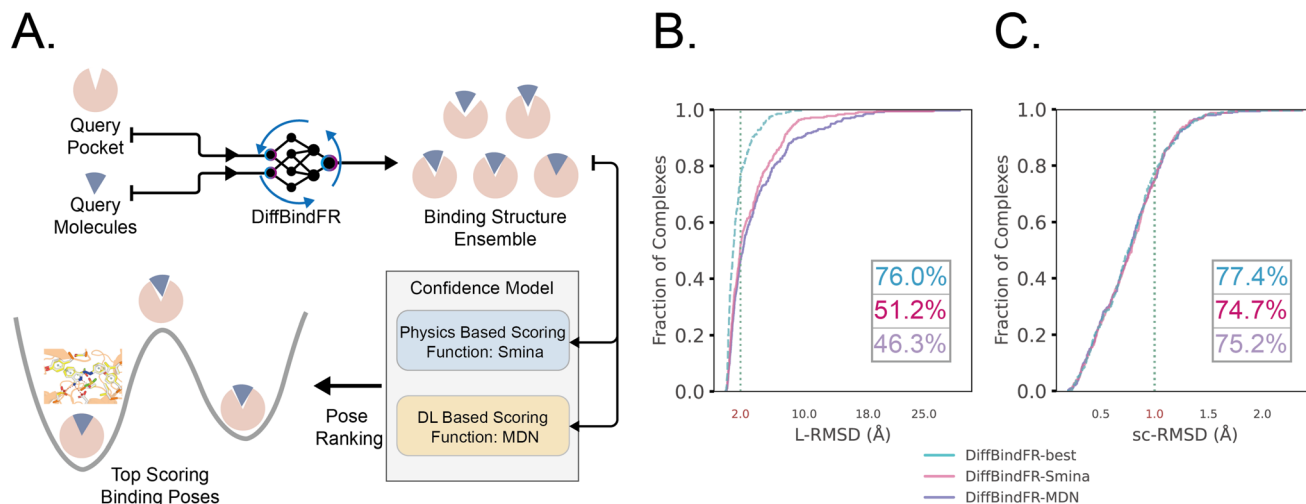 A.
Query
Pocket
Query
Molecules
DiffBindFR
Binding Structure
Ensemble
Confidence Model
Physics Based Scoring
Function: Smina
DL Based Scoring
Function: MDN
Pose
Ranking
Top Scoring
Binding Poses
B.
Fraction of Complexes
1.0
0.8
0.6
0.4
0.2
0.0
76.0%
51.2%
46.3%
2.0 10.0 18.0 25.0
L-RMSD (Å)
C.
Fraction of Complexes
1.0
0.8
0.6
0.4
0.2
0.0
77.4%
74.7%
75.2%
0.5 1.0 1.5 2.0
sc-RMSD (Å)
DiffBindFR-best
DiffBindFR-Smina
DiffBindFR-MDN